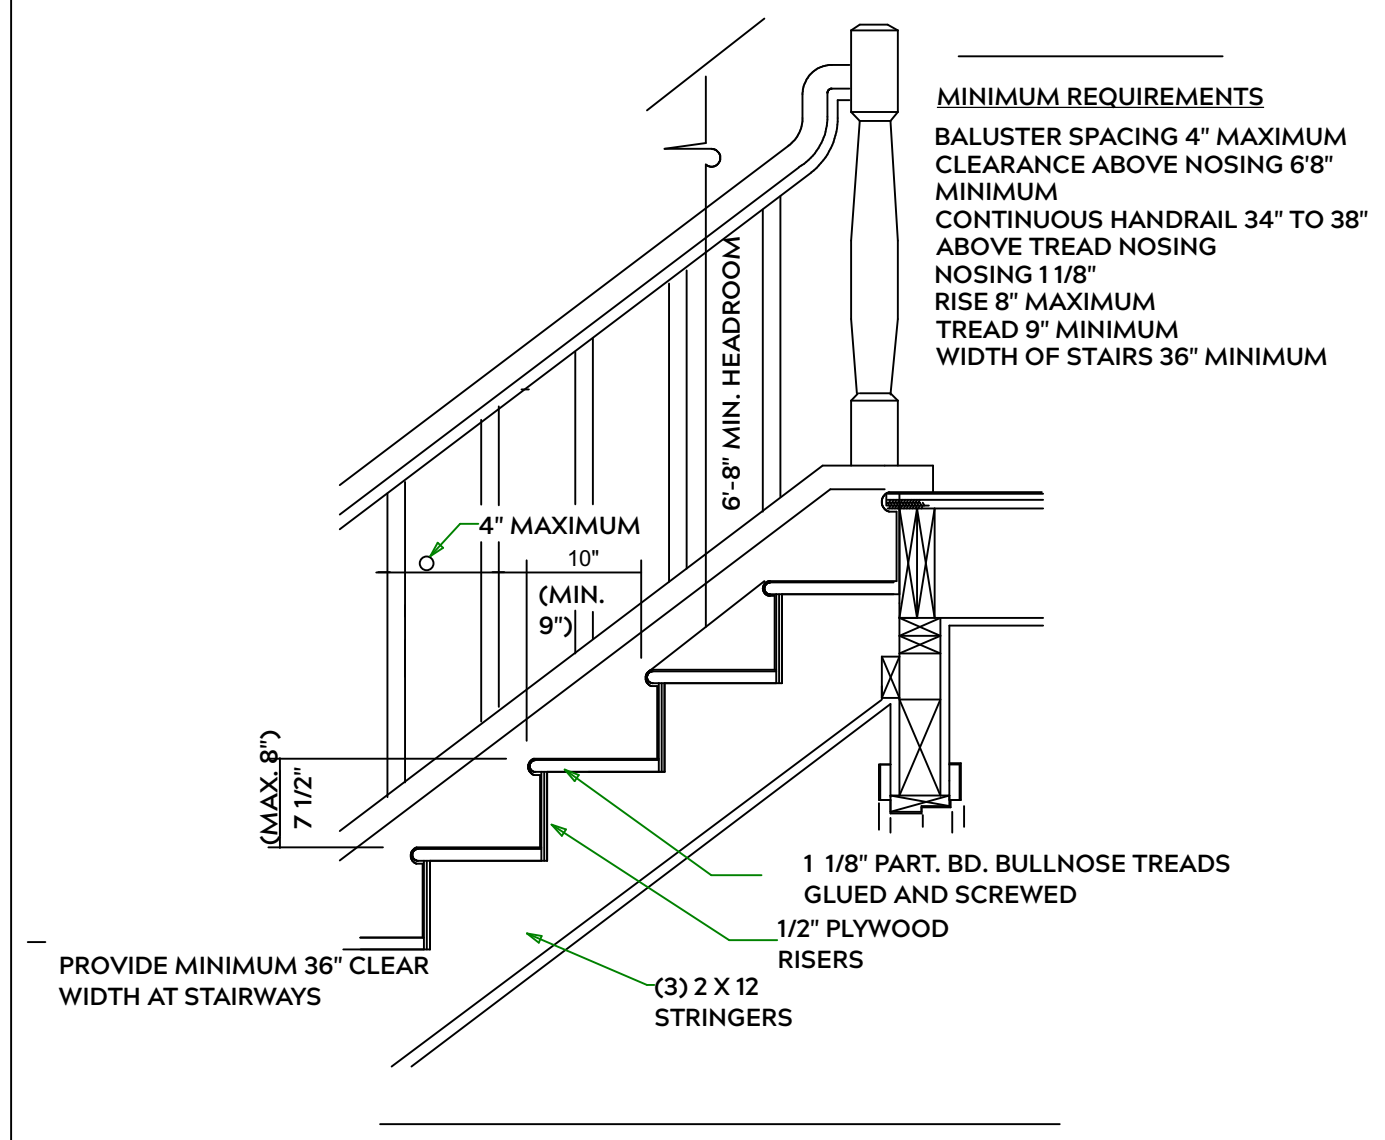 MINIMUM REQUIREMENTS
BALUSTER SPACING 4" MAXIMUM
CLEARANCE ABOVE NOSING 6'8"
MINIMUM
CONTINUOUS HANDRAIL 34" TO 38"
ABOVE TREAD NOSING
NOSING 1 1/8"
RISE 8" MAXIMUM
TREAD 9" MINIMUM
WIDTH OF STAIRS 36" MINIMUM
6'-8" MIN. HEADROOM
4" MAXIMUM
10"
(MIN.
9")
(MAX. 8")
7 1/2"
1 1/8" PART. BD. BULLNOSE TREADS
GLUED AND SCREWED
1/2" PLYWOOD
RISERS
(3) 2 X 12
STRINGERS
PROVIDE MINIMUM 36" CLEAR
WIDTH AT STAIRWAYS